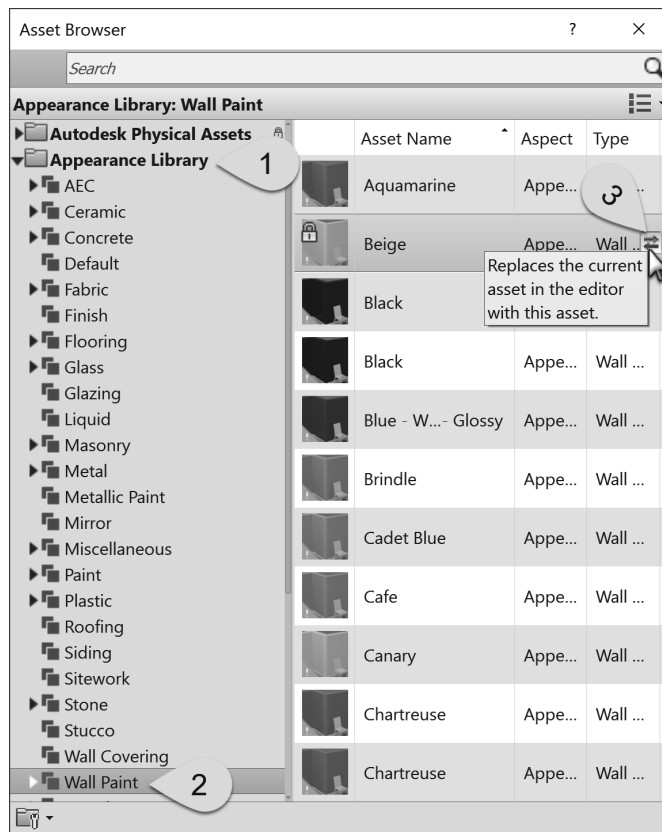 Asset Browser ? ×
Search
Appearance Library: Wall Paint
Autodesk Physical Assets
Appearance Library
AEC
Ceramic
Concrete
Default
Fabric
Finish
Flooring
Glass
Glazing
Liquid
Masonry
Metal
Metallic Paint
Mirror
Miscellaneous
Paint
Plastic
Roofing
Siding
Sitework
Stone
Stucco
Wall Covering
Wall Paint
1
2
Asset Name Aspect Type
Aquamarine Appe...
3
Beige Appe... Wall ...
Replaces the current
asset in the editor
with this asset.
Black
Black Appe... Wall ...
Blue - W...- Glossy Appe... Wall ...
Brindle Appe... Wall ...
Cadet Blue Appe... Wall ...
Cafe Appe... Wall ...
Canary Appe... Wall ...
Chartreuse Appe... Wall ...
Chartreuse Appe... Wall ...